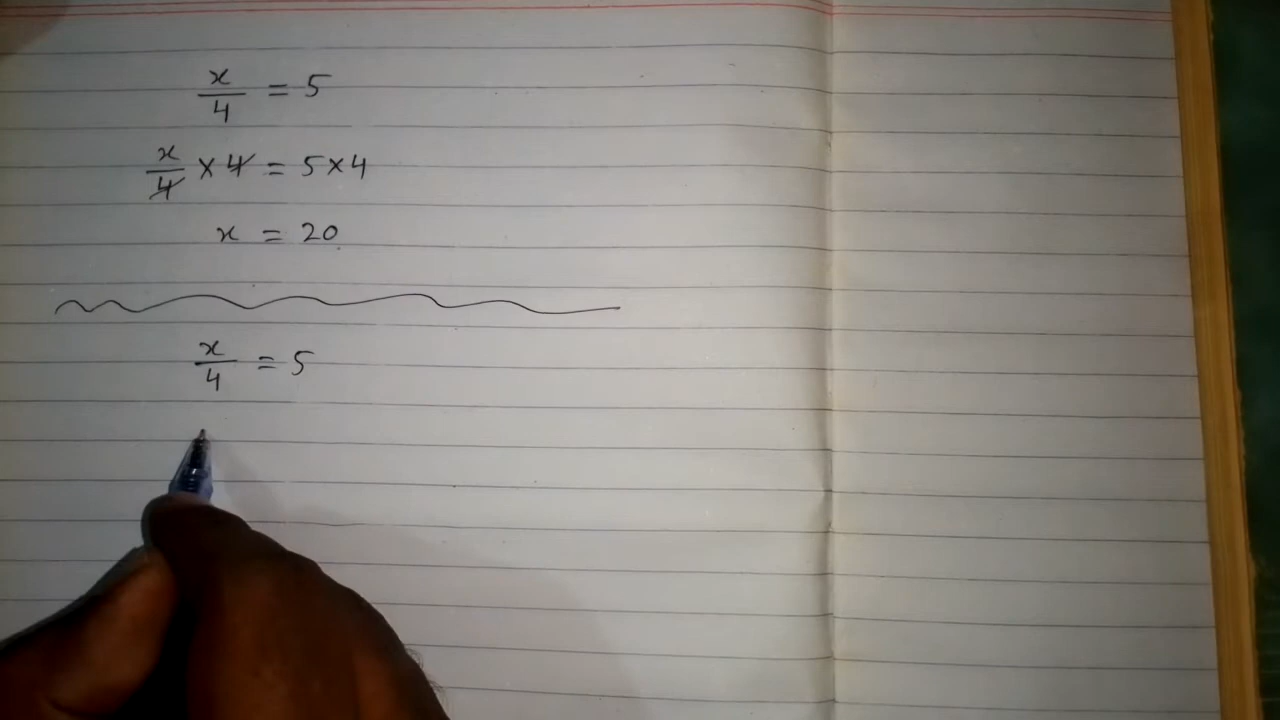 x/4 = 5
x/4 × 4 = 5 × 4
x = 20
x/4 = 5